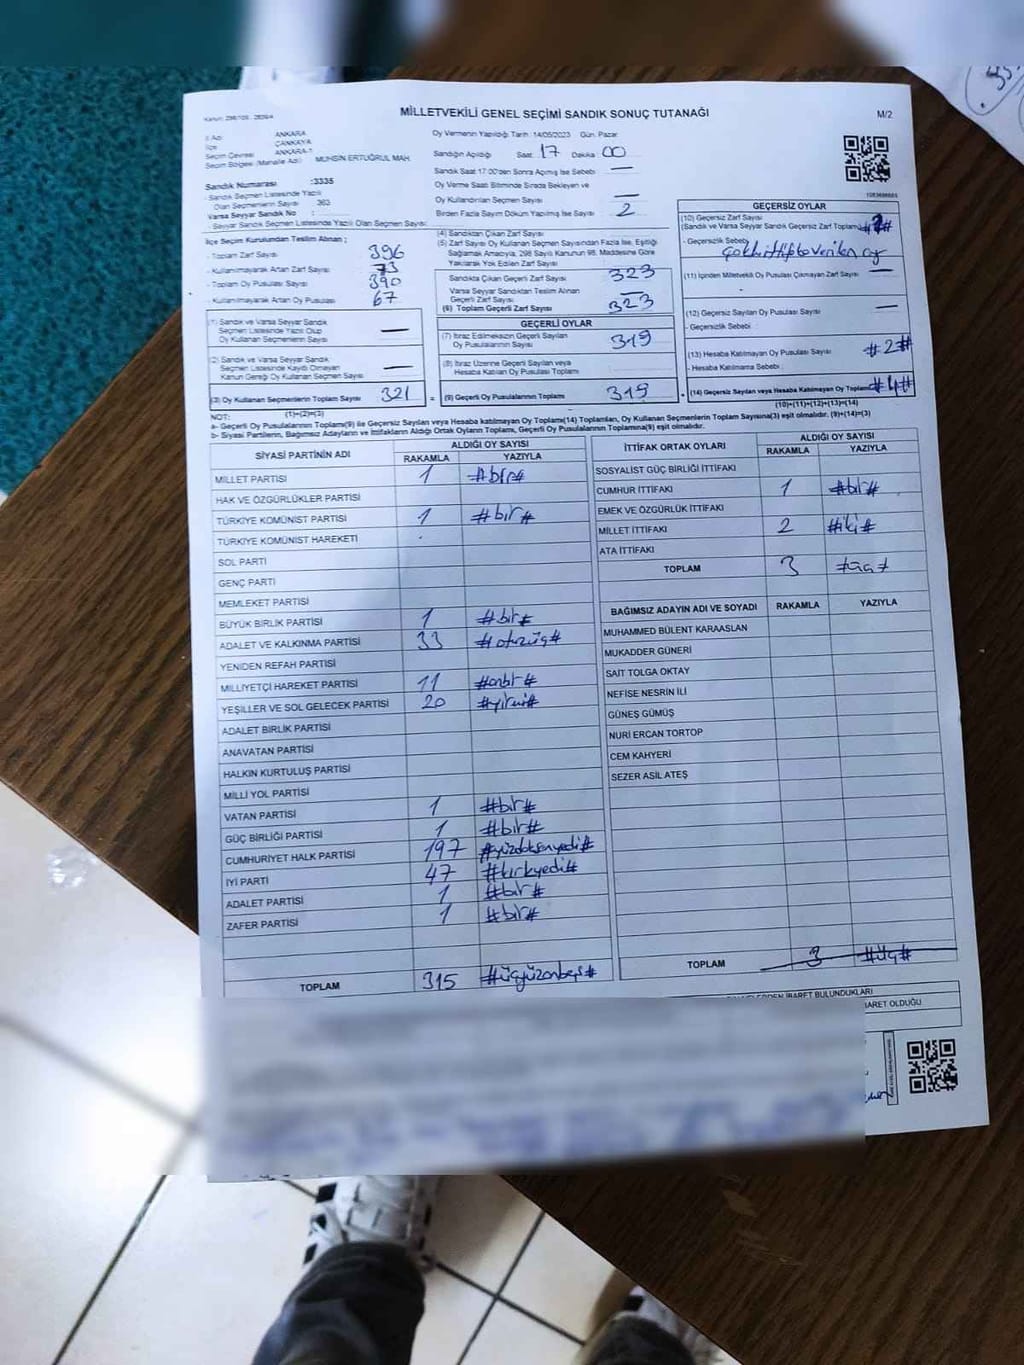 MİLLETVEKİLİ GENEL SEÇİMİ SANDIK SONUÇ TUTANAĞI
M/2
İl Adı ANKARA
İlçe ÇANKAYA
Seçim Çevresi ANKARA-1
Seçim Bölgesi (Mahalle Adı) MUHSİN ERTUĞRUL MAH.
Oy Vermenin Yapıldığı Tarih : 14/05/2023 Gün. Pazar
Sandığın Açıldığı Saat 17 Dakika 00
Sandık Saat 17:00'den Sonra Açılmış İse Sebebi —
Oy Verme Saati Bitiminde Sırada Bekleyen ve
Oy Kullandırılan Seçmen Sayısı —
Birden Fazla Sayım Döküm Yapılmış İse Sayısı 2
Sandık Numarası :3335
- Sandık Seçmen Listesinde Yazılı
Olan Seçmenlerin Sayısı 363
Varsa Seyyar Sandık No :
- Seyyar Sandık Seçmen Listesinde Yazılı Olan Seçmen Sayısı:
İlçe Seçim Kurulundan Teslim Alınan ;
- Toplam Zarf Sayısı 396
- Kullanılmayarak Artan Zarf Sayısı 73
- Toplam Oy Pusulası Sayısı 390
- Kullanılmayarak Artan Oy Pusulası 67
(1) Sandık ve Varsa Seyyar Sandık
Seçmen Listesinde Yazılı Olup
Oy Kullanan Seçmenlerin Sayısı —
(2) Sandık ve Varsa Seyyar Sandık
Seçmen Listesinde Kaydı Olmayan
Kanun Gereği Oy Kullanan Seçmen Sayısı —
(3) Oy Kullanan Seçmenlerin Toplam Sayısı 321
(1)+(2)=(3)
(4) Sandıktan Çıkan Zarf Sayısı
(5) Zarf Sayısı Oy Kullanan Seçmen Sayısından Fazla İse, Eşitliği
Sağlamak Amacıyla, 298 Sayılı Kanunun 98. Maddesine Göre
Yakılarak Yok Edilen Zarf Sayısı
Sandıkta Çıkan Geçerli Zarf Sayısı 323
Varsa Seyyar Sandıktan Teslim Alınan
Geçerli Zarf Sayısı —
(6) Toplam Geçerli Zarf Sayısı 323
GEÇERLİ OYLAR
(7) İtiraz Edilmeksizin Geçerli Sayılan
Oy Pusulalarının Sayısı 319
(8) İtiraz Üzerine Geçerli Sayılan veya
Hesaba Katılan Oy Pusulası Toplamı
(9) Geçerli Oy Pusulalarının Toplamı 319
GEÇERSİZ OYLAR
(10) Geçersiz Zarf Sayısı
(Sandık ve Varsa Seyyar Sandık Geçersiz Zarf Toplamı)
- Geçersizlik Sebebi
(11) İçinden Milletvekili Oy Pusulası Çıkmayan Zarf Sayısı —
(12) Geçersiz Sayılan Oy Pusulası Sayısı —
- Geçersizlik Sebebi
(13) Hesaba Katılmayan Oy Pusulası Sayısı #2#
- Hesaba Katılmama Sebebi
(14) Geçersiz Sayılan veya Hesaba Katılmayan Oy Toplamı #4#
(10)+(11)+(12)+(13)=(14)
NOT:
a- Geçerli Oy Pusulalarının Toplamı(9) ile Geçersiz Sayılan veya Hesaba katılmayan Oy Toplamı(14) Toplamları, Oy Kullanan Seçmenlerin Toplam Sayısına(3) eşit olmalıdır. (9)+(14)=(3)
b- Siyasi Partilerin, Bağımsız Adayların ve İttifakların Aldığı Ortak Oyların Toplamı, Geçerli Oy Pusulalarının Toplamına(9) eşit olmalıdır.
SİYASİ PARTİNİN ADI ALDIĞI OY SAYISI
RAKAMLA YAZIYLA
MİLLET PARTİSİ 1 #bir#
HAK VE ÖZGÜRLÜKLER PARTİSİ
TÜRKİYE KOMÜNİST PARTİSİ 1 #bir#
TÜRKİYE KOMÜNİST HAREKETİ
SOL PARTİ
GENÇ PARTİ
MEMLEKET PARTİSİ
BÜYÜK BİRLİK PARTİSİ 1 #bir#
ADALET VE KALKINMA PARTİSİ 33 #otuzüç#
YENİDEN REFAH PARTİSİ
MİLLİYETÇİ HAREKET PARTİSİ 11 #onbir#
YEŞİLLER VE SOL GELECEK PARTİSİ 20 #yirmi#
ADALET BİRLİK PARTİSİ
ANAVATAN PARTİSİ
HALKIN KURTULUŞ PARTİSİ
MİLLİ YOL PARTİSİ
VATAN PARTİSİ 1 #bir#
GÜÇ BİRLİĞİ PARTİSİ 1 #bir#
CUMHURİYET HALK PARTİSİ 197 #yüzdoksanyedi#
İYİ PARTİ 47 #kırkyedi#
ADALET PARTİSİ 1 #bir#
ZAFER PARTİSİ 1 #bir#
TOPLAM 315 #üçyüzonbeş#
İTTİFAK ORTAK OYLARI ALDIĞI OY SAYISI
RAKAMLA YAZIYLA
SOSYALİST GÜÇ BİRLİĞİ İTTİFAKI
CUMHUR İTTİFAKI 1 #bir#
EMEK VE ÖZGÜRLÜK İTTİFAKI
MİLLET İTTİFAKI 2 #iki#
ATA İTTİFAKI
TOPLAM 3 #üç#
BAĞIMSIZ ADAYIN ADI VE SOYADI RAKAMLA YAZIYLA
MUHAMMED BÜLENT KARAASLAN
MUKADDER GÜNERİ
SAİT TOLGA OKTAY
NEFİSE NESRİN İLİ
GÜNEŞ GÜMÜŞ
NURİ ERCAN TORTOP
CEM KAHYERİ
SEZER ASİL ATEŞ
TOPLAM 3 #üç#
İBARET BULUNDUKLARI
OLDUĞU